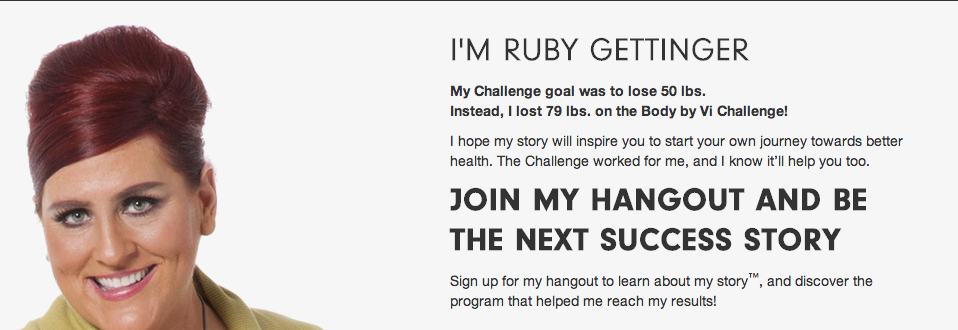 I'M RUBY GETTINGER
My Challenge goal was to lose 50 lbs.
Instead, I lost 79 lbs. on the Body by Vi Challenge!
I hope my story will inspire you to start your own journey towards better
health. The Challenge worked for me, and I know it’ll help you too.
JOIN MY HANGOUT AND BE
THE NEXT SUCCESS STORY
Sign up for my hangout to learn about my story™, and discover the
program that helped me reach my results!